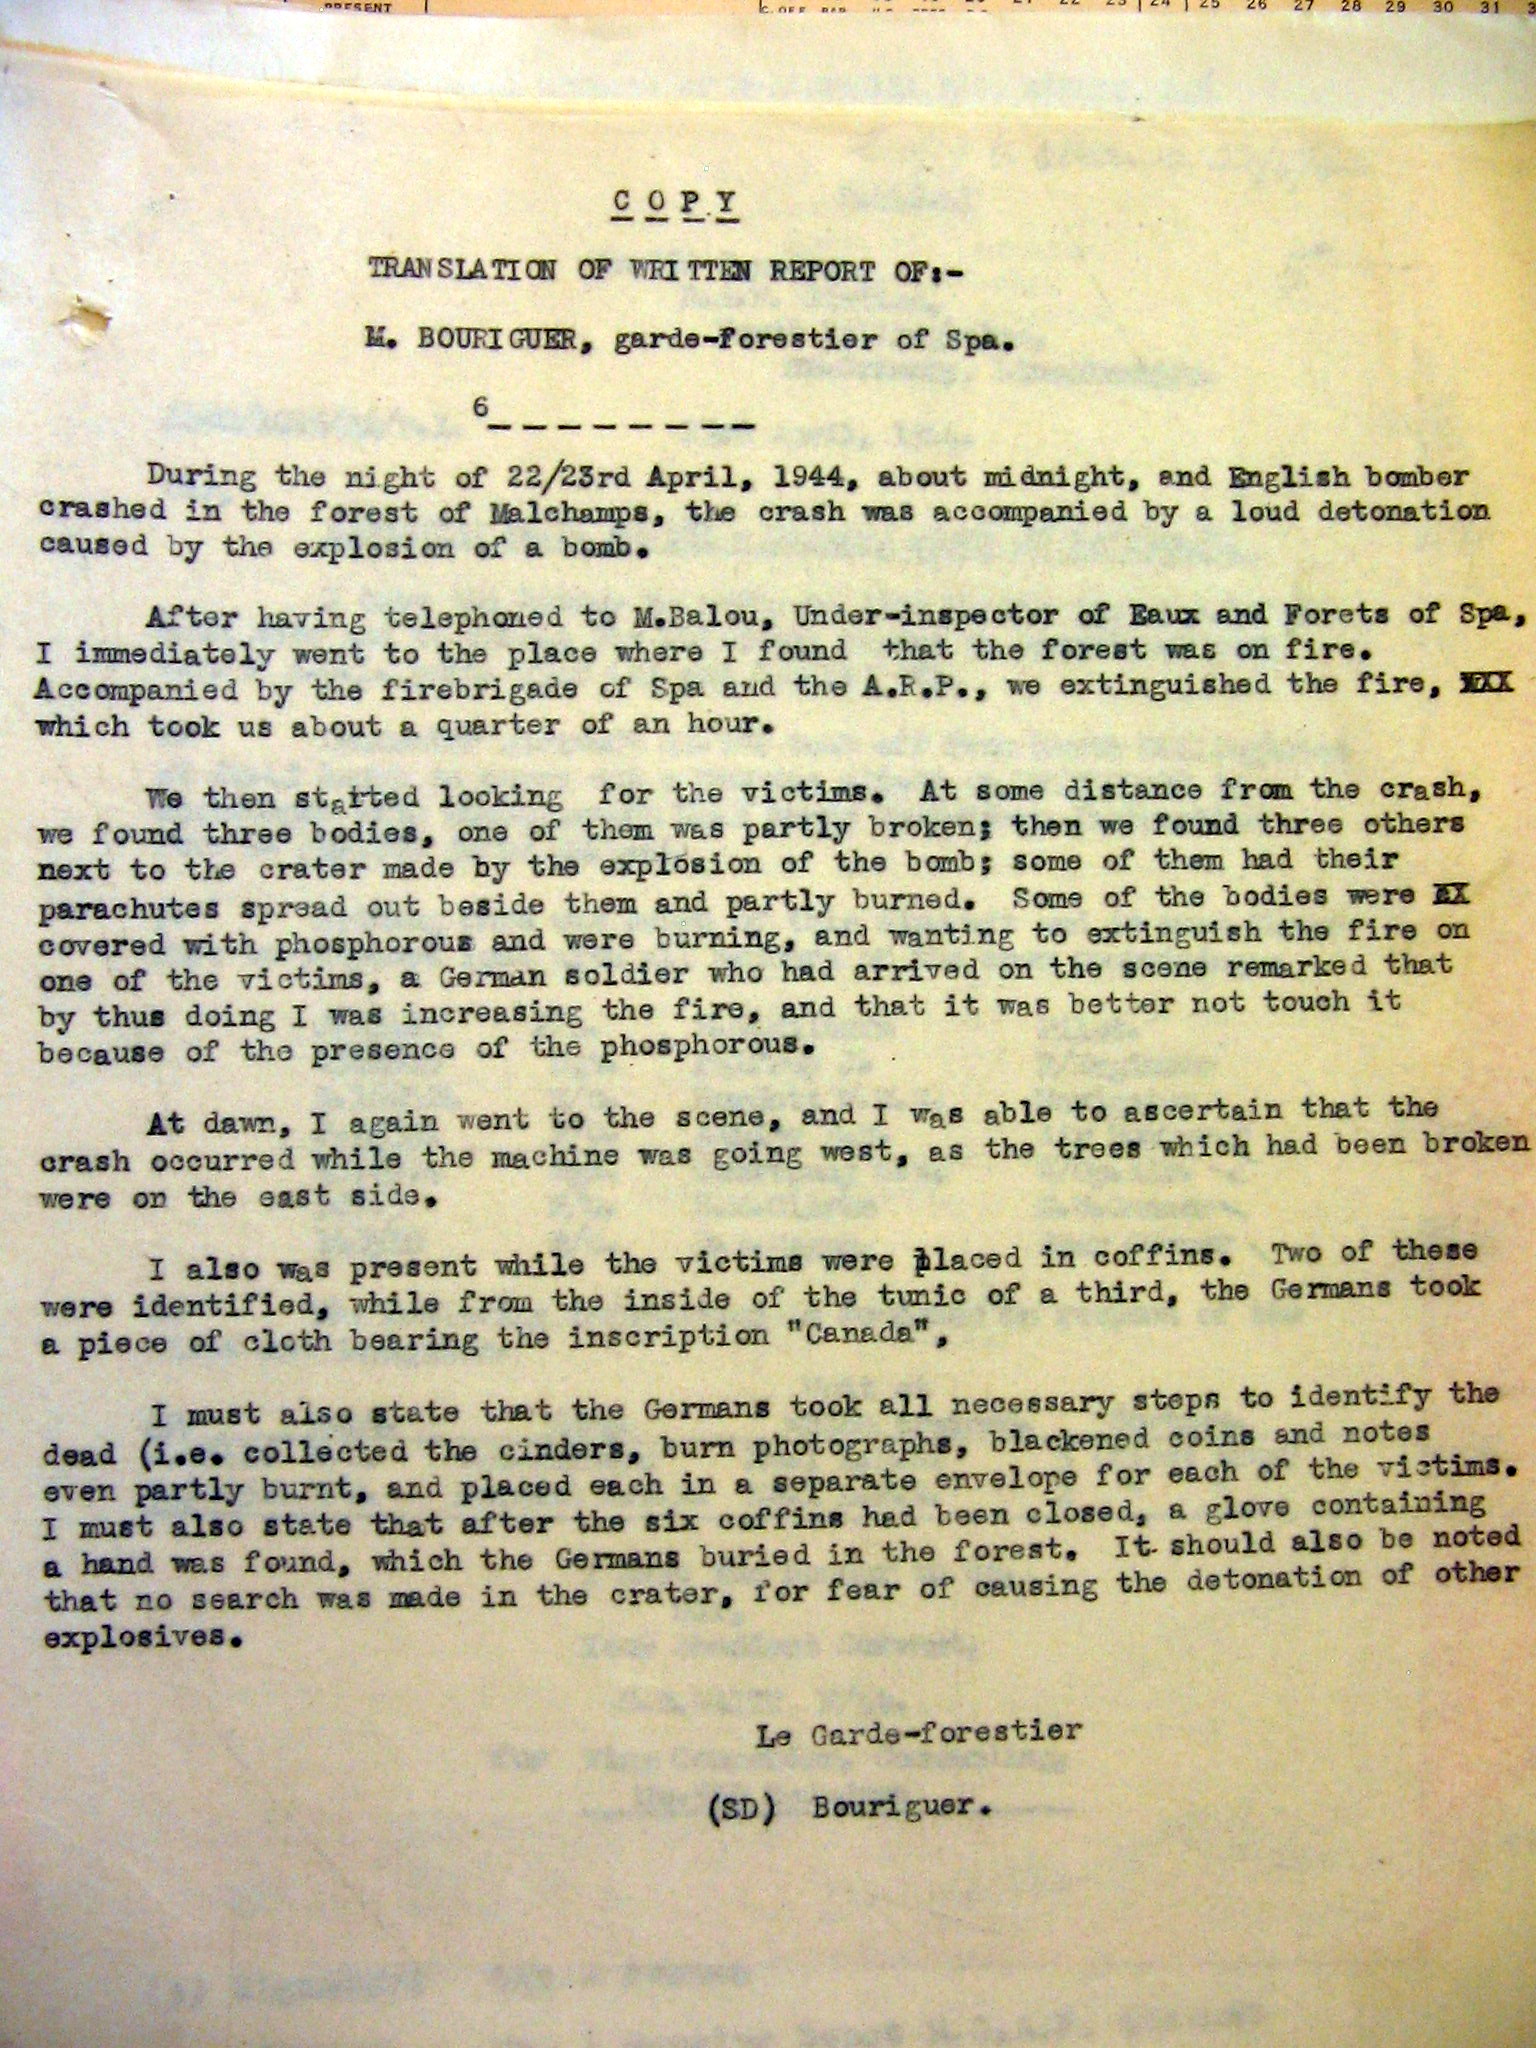 PRESENT
25 26 27 28 29 30 31
C O P Y
TRANSLATION OF WRITTEN REPORT OF:-
M. BOURIGUER, garde-forestier of Spa.
6_ _ _ _ _ _ _ _
During the night of 22/23rd April, 1944, about midnight, and English bomber
crashed in the forest of Malchamps, the crash was accompanied by a loud detonation
caused by the explosion of a bomb.
After having telephoned to M.Balou, Under-inspector of Eaux and Forets of Spa,
I immediately went to the place where I found that the forest was on fire.
Accompanied by the firebrigade of Spa and the A.R.P., we extinguished the fire, XXX
which took us about a quarter of an hour.
We then started looking for the victims. At some distance from the crash,
we found three bodies, one of them was partly broken; then we found three others
next to the crater made by the explosion of the bomb; some of them had their
parachutes spread out beside them and partly burned. Some of the bodies were XX
covered with phosphorous and were burning, and wanting to extinguish the fire on
one of the victims, a German soldier who had arrived on the scene remarked that
by thus doing I was increasing the fire, and that it was better not touch it
because of the presence of the phosphorous.
At dawn, I again went to the scene, and I was able to ascertain that the
crash occurred while the machine was going west, as the trees which had been broken
were on the east side.
I also was present while the victims were placed in coffins. Two of these
were identified, while from the inside of the tunic of a third, the Germans took
a piece of cloth bearing the inscription "Canada",
I must also state that the Germans took all necessary steps to identify the
dead (i.e. collected the cinders, burn photographs, blackened coins and notes
even partly burnt, and placed each in a separate envelope for each of the victims.
I must also state that after the six coffins had been closed, a glove containing
a hand was found, which the Germans buried in the forest. It should also be noted
that no search was made in the crater, for fear of causing the detonation of other
explosives.
Le Garde-forestier
(SD) Bouriguer.